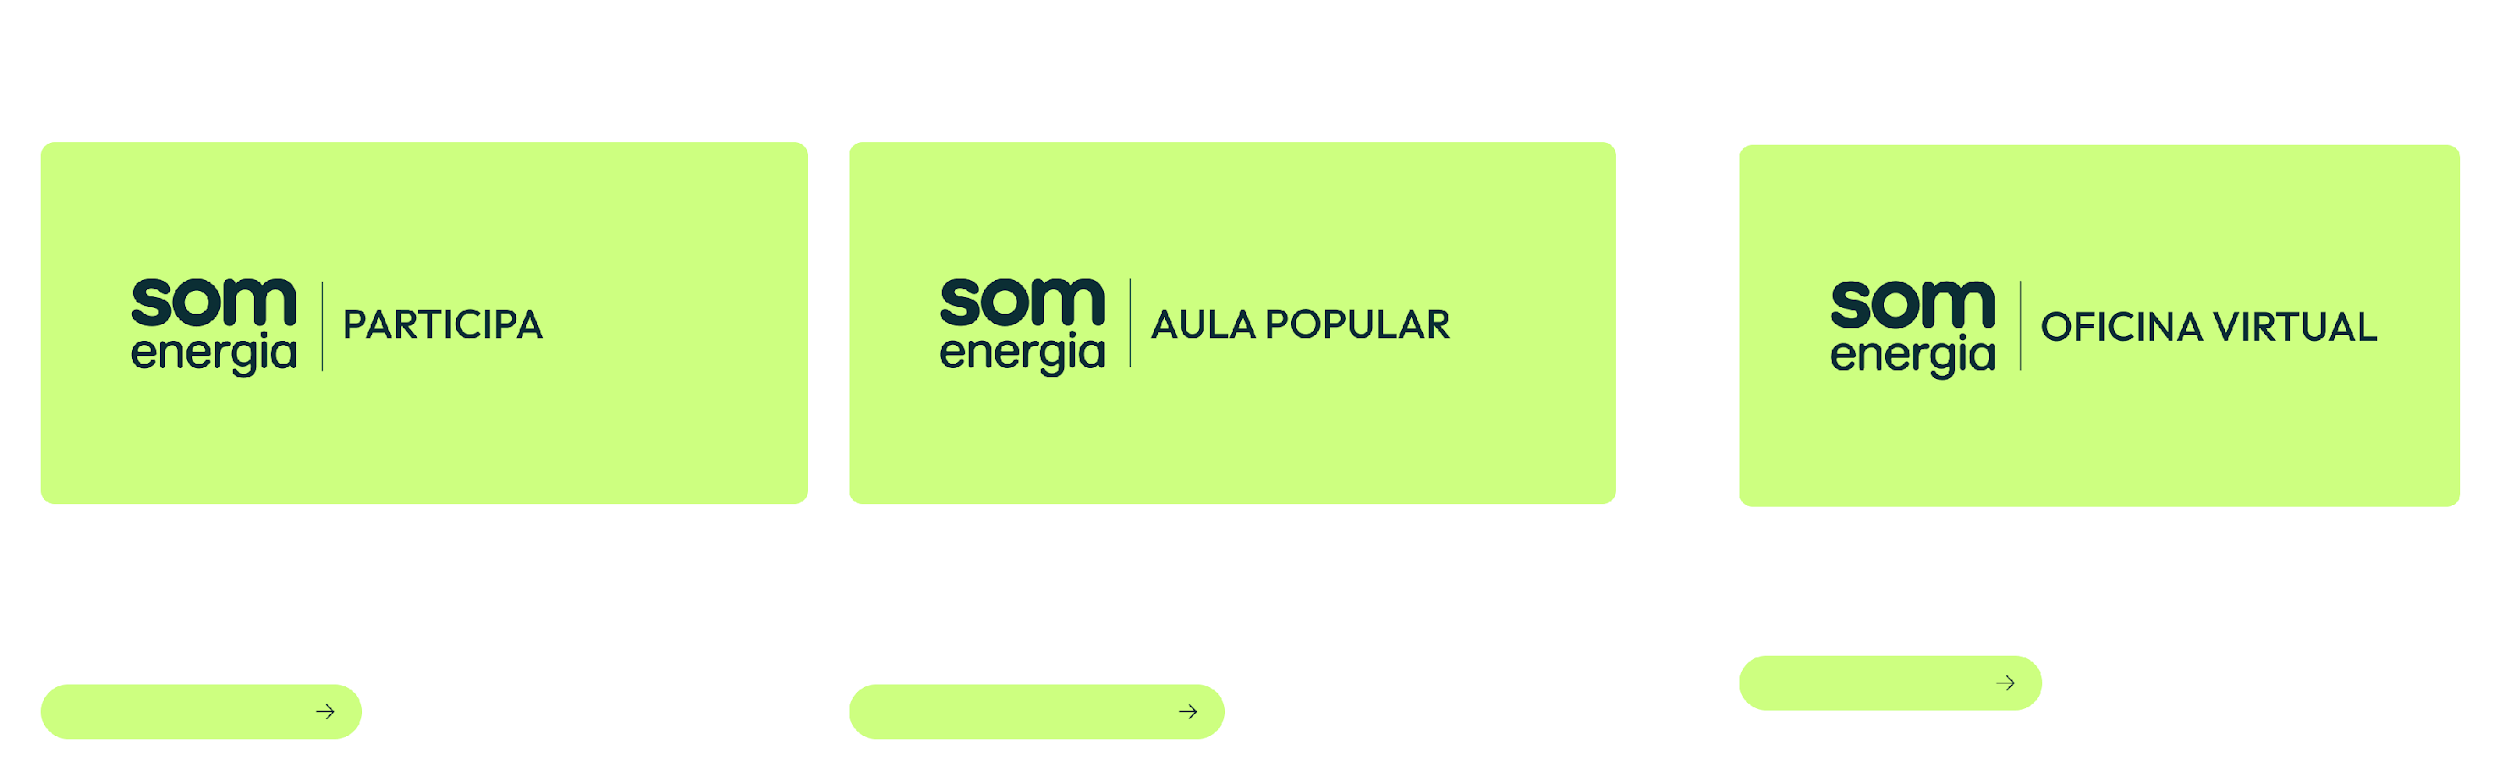 som
energia
PARTICIPA
som
energia
AULA POPULAR
som
energia
OFICINA VIRTUAL